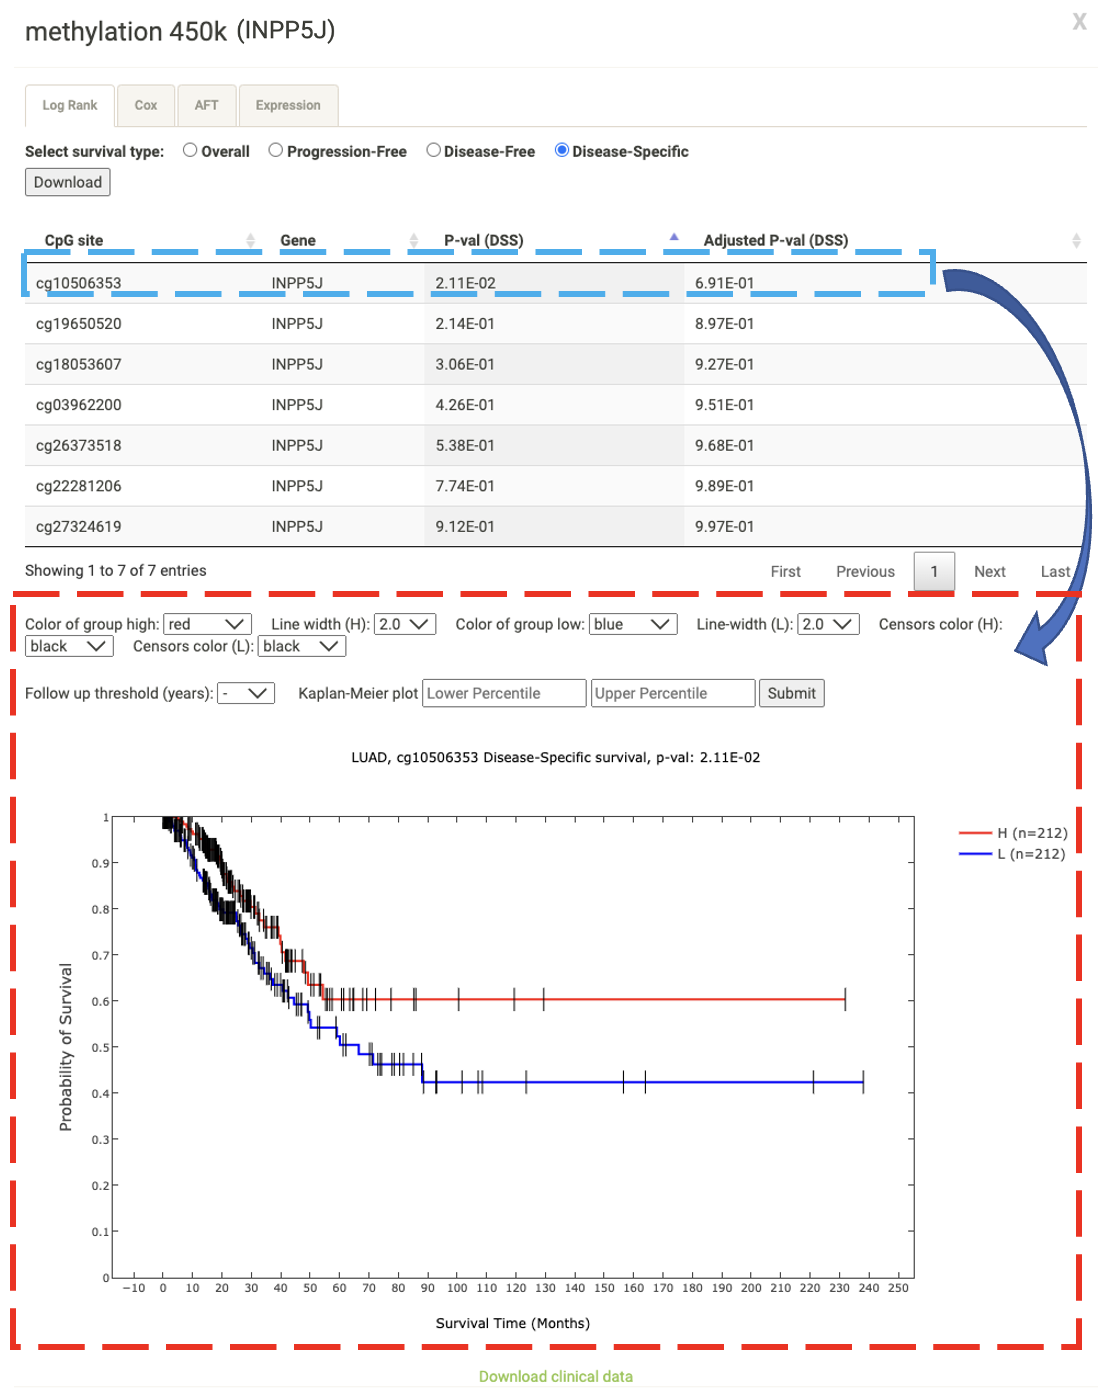 methylation 450k (INPP5J)
X
Log Rank Cox AFT Expression
Select survival type: Overall Progression-Free Disease-Free Disease-Specific
Download
CpG site Gene P-val (DSS) Adjusted P-val (DSS)
cg10506353 INPP5J 2.11E-02 6.91E-01
cg19650520 INPP5J 2.14E-01 8.97E-01
cg18053607 INPP5J 3.06E-01 9.27E-01
cg03962200 INPP5J 4.26E-01 9.51E-01
cg26373518 INPP5J 5.38E-01 9.68E-01
cg22281206 INPP5J 7.74E-01 9.89E-01
cg27324619 INPP5J 9.12E-01 9.97E-01
Showing 1 to 7 of 7 entries First Previous 1 Next Last
Color of group high: red Line width (H): 2.0 Color of group low: blue Line-width (L): 2.0 Censors color (H):
black Censors color (L): black
Follow up threshold (years): - Kaplan-Meier plot Lower Percentile Upper Percentile Submit
LUAD, cg10506353 Disease-Specific survival, p-val: 2.11E-02
H (n=212)
L (n=212)
1
0.9
0.8
0.7
0.6
0.5
0.4
0.3
0.2
0.1
0
Probability of Survival
−10 0 10 20 30 40 50 60 70 80 90 100 110 120 130 140 150 160 170 180 190 200 210 220 230 240 250
Survival Time (Months)
Download clinical data